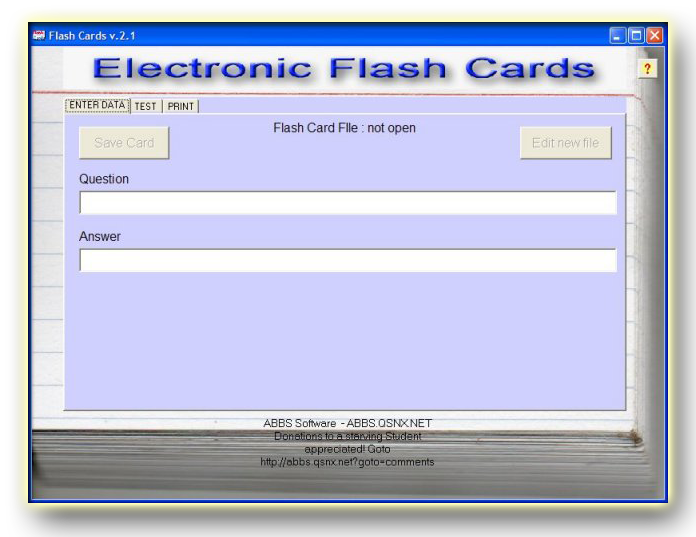 Flash Cards v.2.1
Electronic Flash Cards
?
ENTER DATA TEST PRINT
Flash Card FIle : not open
Save Card
Edit new file
Question
Answer
ABBS Software - ABBS.QSNX.NET
Donetions to a starving Student
appreciated! Goto
http://abbs.qsnx.net?goto=comments